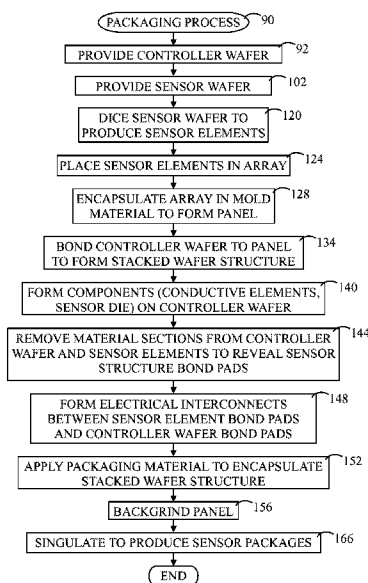 PACKAGING PROCESS 90
PROVIDE CONTROLLER WAFER
92
PROVIDE SENSOR WAFER
102
DICE SENSOR WAFER TO
PRODUCE SENSOR ELEMENTS
120
PLACE SENSOR ELEMENTS IN ARRAY
124
ENCAPSULATE ARRAY IN MOLD
MATERIAL TO FORM PANEL
128
BOND CONTROLLER WAFER TO PANEL
TO FORM STACKED WAFER STRUCTURE
134
FORM COMPONENTS (CONDUCTIVE ELEMENTS,
SENSOR DIE) ON CONTROLLER WAFER
140
REMOVE MATERIAL SECTIONS FROM CONTROLLER
WAFER AND SENSOR ELEMENTS TO REVEAL SENSOR
STRUCTURE BOND PADS
144
FORM ELECTRICAL INTERCONNECTS
BETWEEN SENSOR ELEMENT BOND PADS
AND CONTROLLER WAFER BOND PADS
148
APPLY PACKAGING MATERIAL TO ENCAPSULATE
STACKED WAFER STRUCTURE
152
BACKGRIND PANEL
156
SINGULATE TO PRODUCE SENSOR PACKAGES
166
END